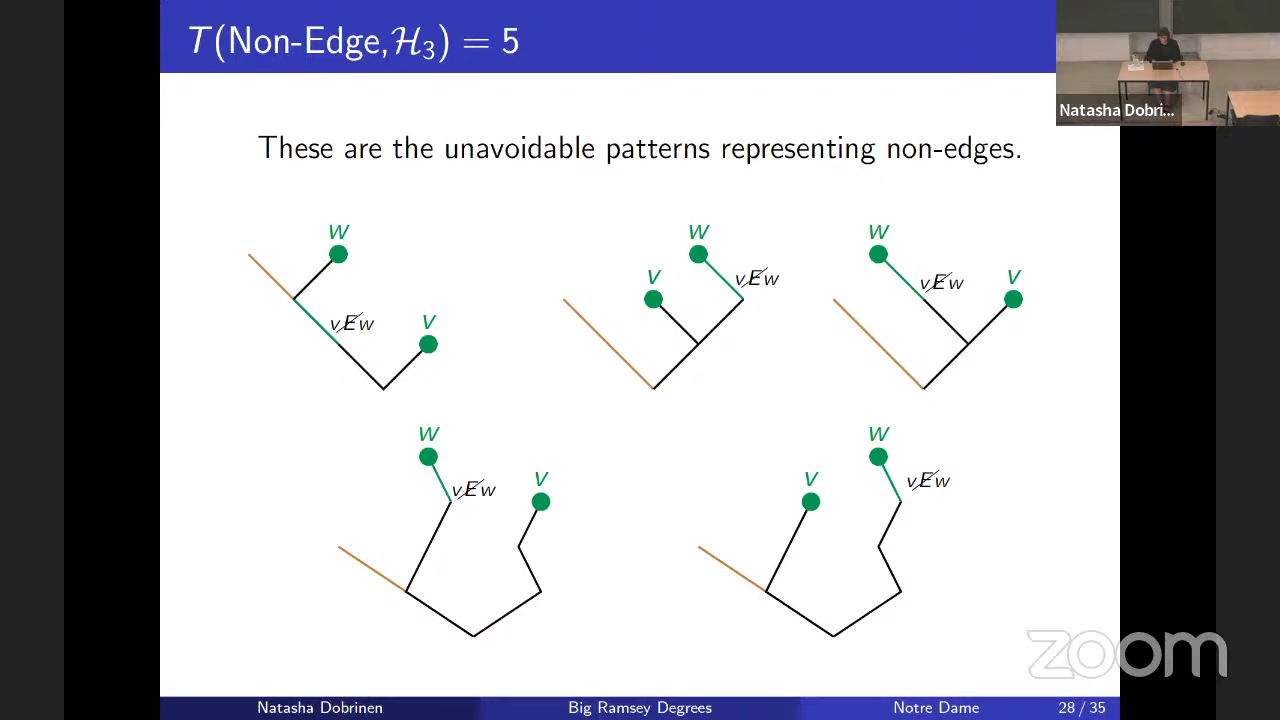 T(Non-Edge,ℋ₃) = 5
Natasha Dobri...
These are the unavoidable patterns representing non-edges.
w
v E̸ w
v
w
v
v E̸ w
w
v E̸ w
v
w
v E̸ w
v
v
w
v E̸ w
zoom
Natasha Dobrinen
Big Ramsey Degrees
Notre Dame
28 / 35